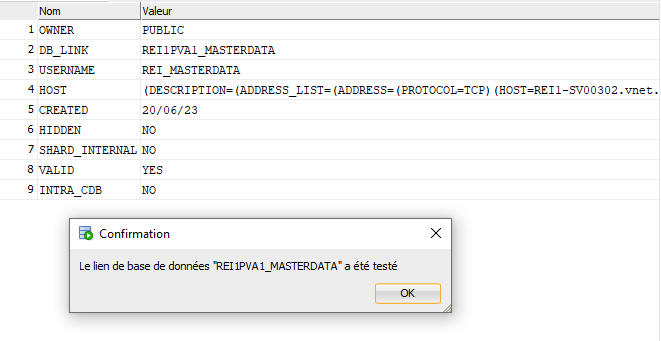 Nom Valeur
1 OWNER PUBLIC
2 DB_LINK REI1PVA1_MASTERDATA
3 USERNAME REI_MASTERDATA
4 HOST (DESCRIPTION=(ADDRESS_LIST=(ADDRESS=(PROTOCOL=TCP)(HOST=REI1-SV00302.vnet.
5 CREATED 20/06/23
6 HIDDEN NO
7 SHARD_INTERNAL NO
8 VALID YES
9 INTRA_CDB NO
Confirmation
Le lien de base de données "REI1PVA1_MASTERDATA" a été testé
OK